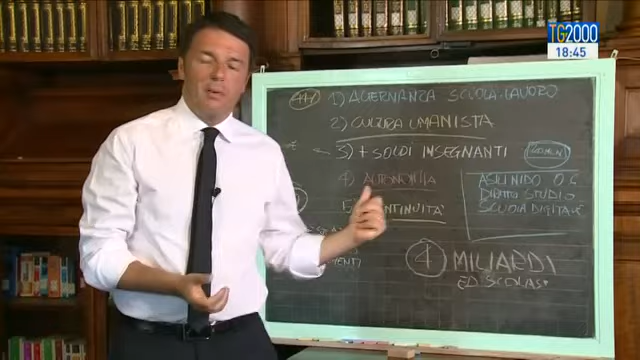 TG2000
18:45
1) ALTERNANZA SCUOLA-LAVORO
2) CULTURA UMANISTA
3) + SOLDI INSEGNANTI
4) AUTONOMIA
CONTINUITA'
ASILI NIDO 0.6
DIRITTO STUDIO
SCUOLA DIGITALE
4 MILIARDI
ED. SCOLAS